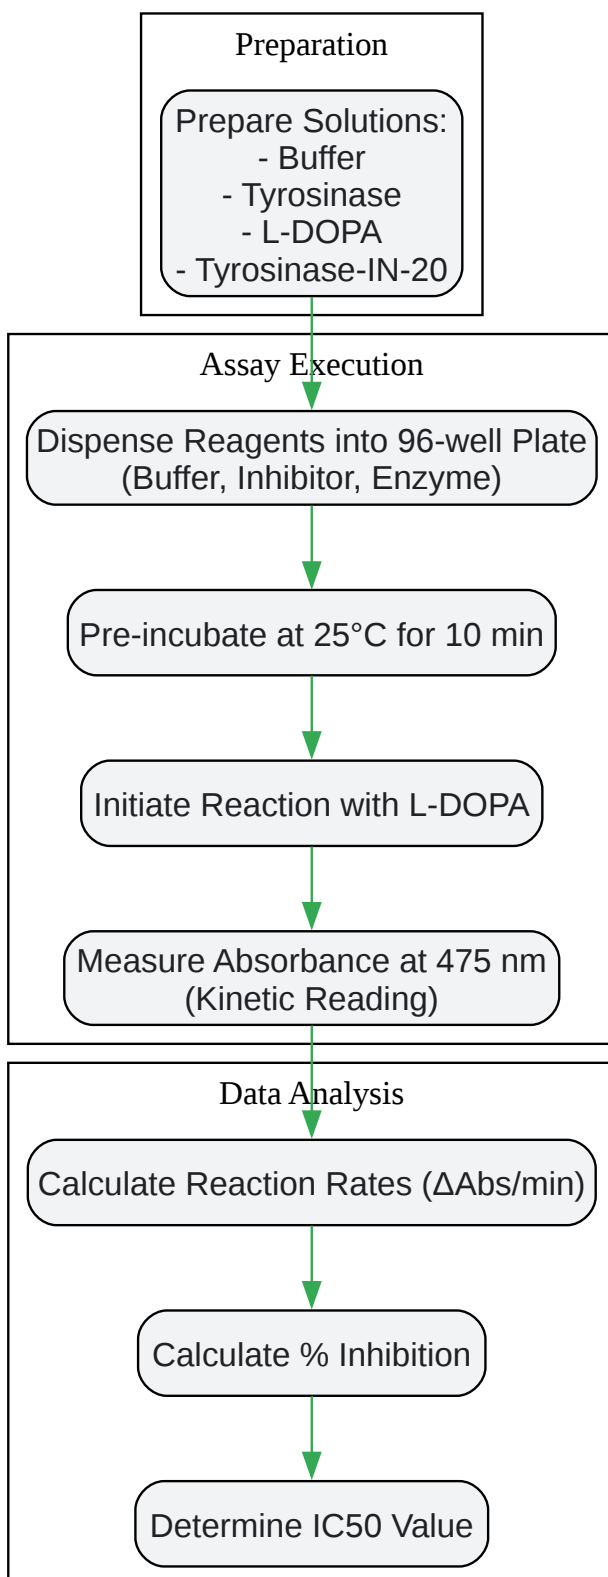 Preparation
Prepare Solutions:
- Buffer
- Tyrosinase
- L-DOPA
- Tyrosinase-IN-20
Assay Execution
Dispense Reagents into 96-well Plate
(Buffer, Inhibitor, Enzyme)
Pre-incubate at 25°C for 10 min
Initiate Reaction with L-DOPA
Measure Absorbance at 475 nm
(Kinetic Reading)
Data Analysis
Calculate Reaction Rates (ΔAbs/min)
Calculate % Inhibition
Determine IC50 Value